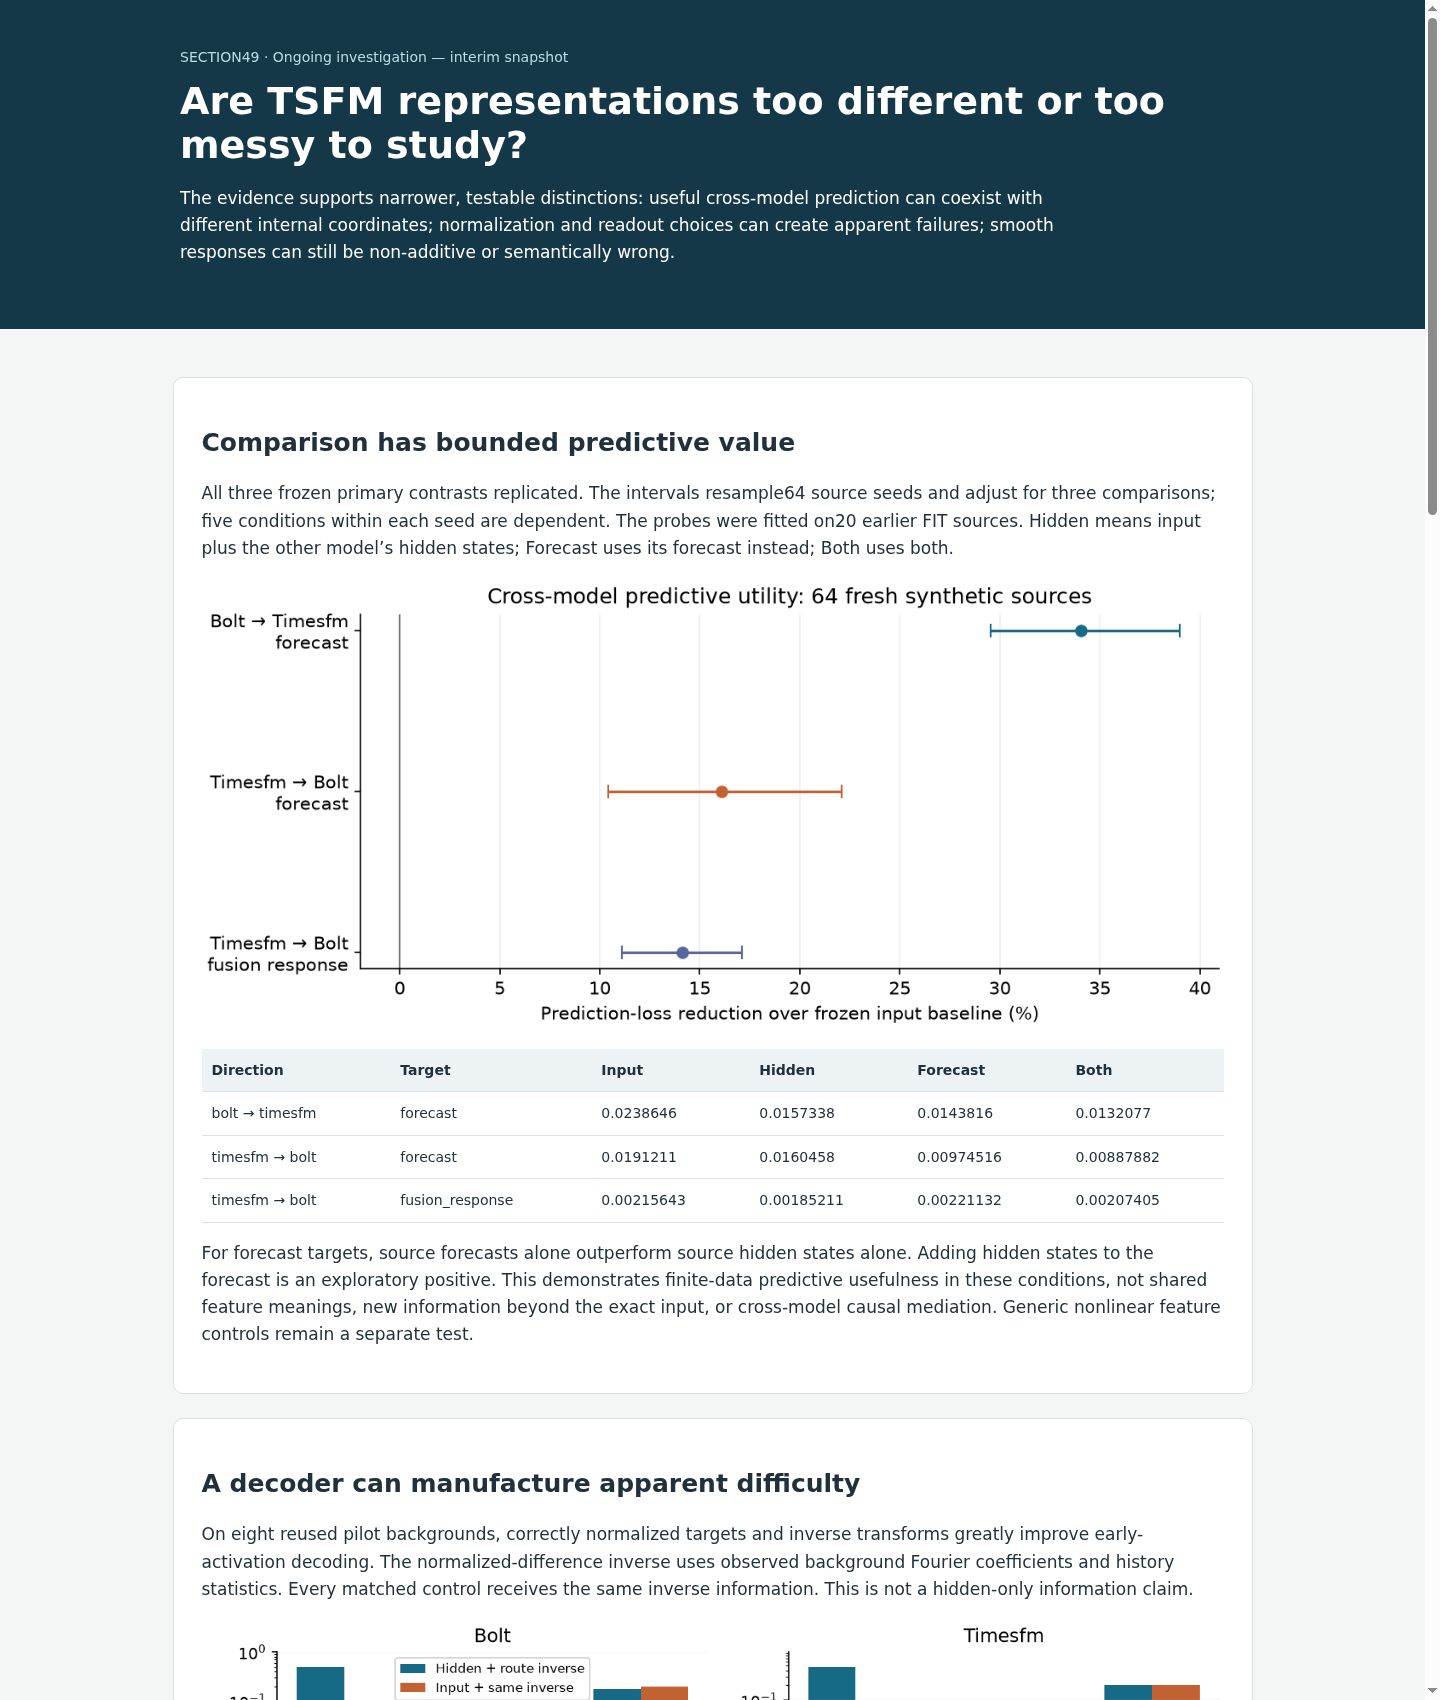 SECTION49 · Ongoing investigation — interim snapshot
Are TSFM representations too different or too
messy to study?
The evidence supports narrower, testable distinctions: useful cross-model prediction can coexist with
different internal coordinates; normalization and readout choices can create apparent failures; smooth
responses can still be non-additive or semantically wrong.
Comparison has bounded predictive value
All three frozen primary contrasts replicated. The intervals resample64 source seeds and adjust for three comparisons;
five conditions within each seed are dependent. The probes were fitted on20 earlier FIT sources. Hidden means input
plus the other model’s hidden states; Forecast uses its forecast instead; Both uses both.
Cross-model predictive utility: 64 fresh synthetic sources
Bolt → Timesfm
forecast
Timesfm → Bolt
forecast
Timesfm → Bolt
fusion response
0 5 10 15 20 25 30 35 40
Prediction-loss reduction over frozen input baseline (%)
Direction Target Input Hidden Forecast Both
bolt → timesfm forecast 0.0238646 0.0157338 0.0143816 0.0132077
timesfm → bolt forecast 0.0191211 0.0160458 0.00974516 0.00887882
timesfm → bolt fusion_response 0.00215643 0.00185211 0.00221132 0.00207405
For forecast targets, source forecasts alone outperform source hidden states alone. Adding hidden states to the
forecast is an exploratory positive. This demonstrates finite-data predictive usefulness in these conditions, not shared
feature meanings, new information beyond the exact input, or cross-model causal mediation. Generic nonlinear feature
controls remain a separate test.
A decoder can manufacture apparent difficulty
On eight reused pilot backgrounds, correctly normalized targets and inverse transforms greatly improve early-
activation decoding. The normalized-difference inverse uses observed background Fourier coefficients and history
statistics. Every matched control receives the same inverse information. This is not a hidden-only information claim.
Bolt Timesfm
10⁰
Hidden + route inverse
Input + same inverse
10⁻¹ 10⁻¹